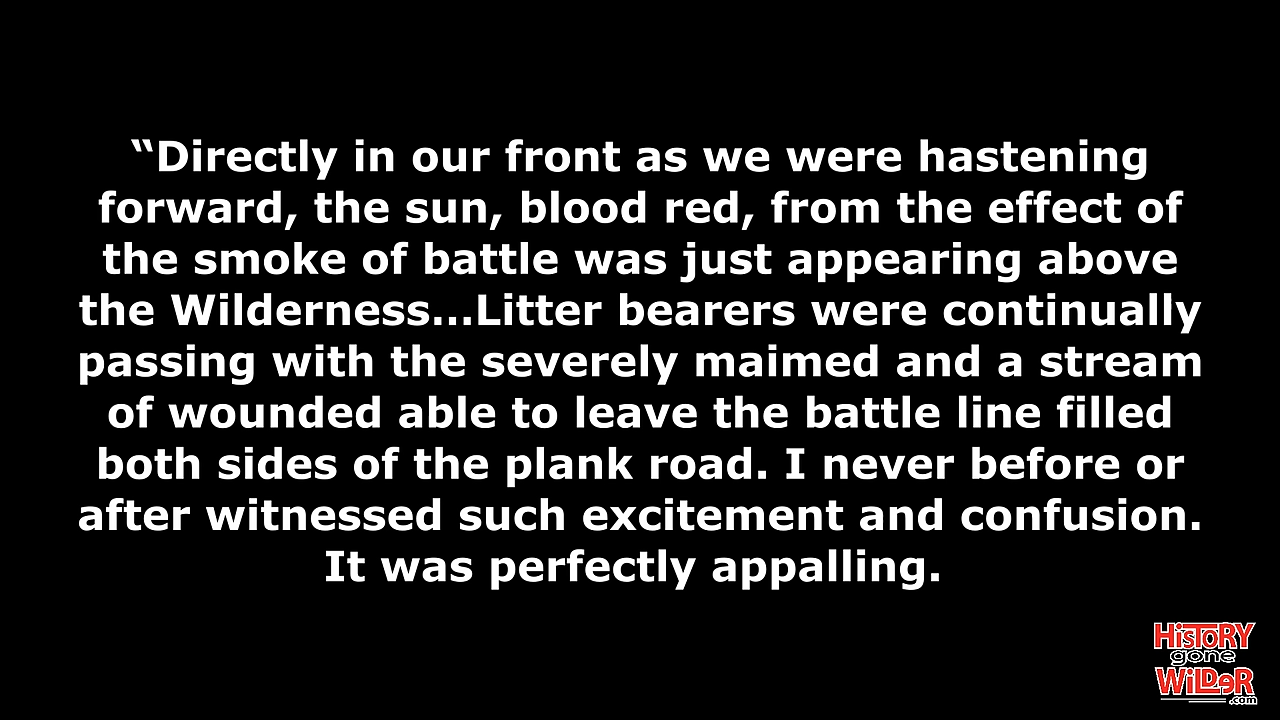 “Directly in our front as we were hastening
forward, the sun, blood red, from the effect of
the smoke of battle was just appearing above
the Wilderness...Litter bearers were continually
passing with the severely maimed and a stream
of wounded able to leave the battle line filled
both sides of the plank road. I never before or
after witnessed such excitement and confusion.
It was perfectly appalling.
HiSTORY
gone
WiLDeR
.com